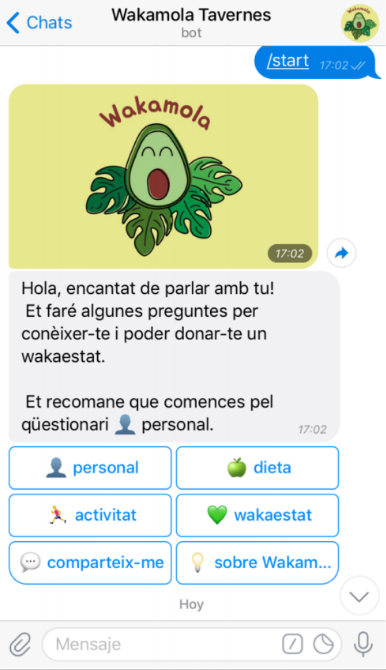 Chats
Wakamola Tavernes
bot
/start 17:02
Wakamola
Wakamola
17:02
Hola, encantat de parlar amb tu!
Et faré algunes preguntes per
conèixer-te i poder donar-te un
wakaestat.
Et recomane que comences pel
qüestionari personal.
17:02
personal
dieta
activitat
wakaestat
comparteix-me
sobre Wakam...
Hoy
Mensaje